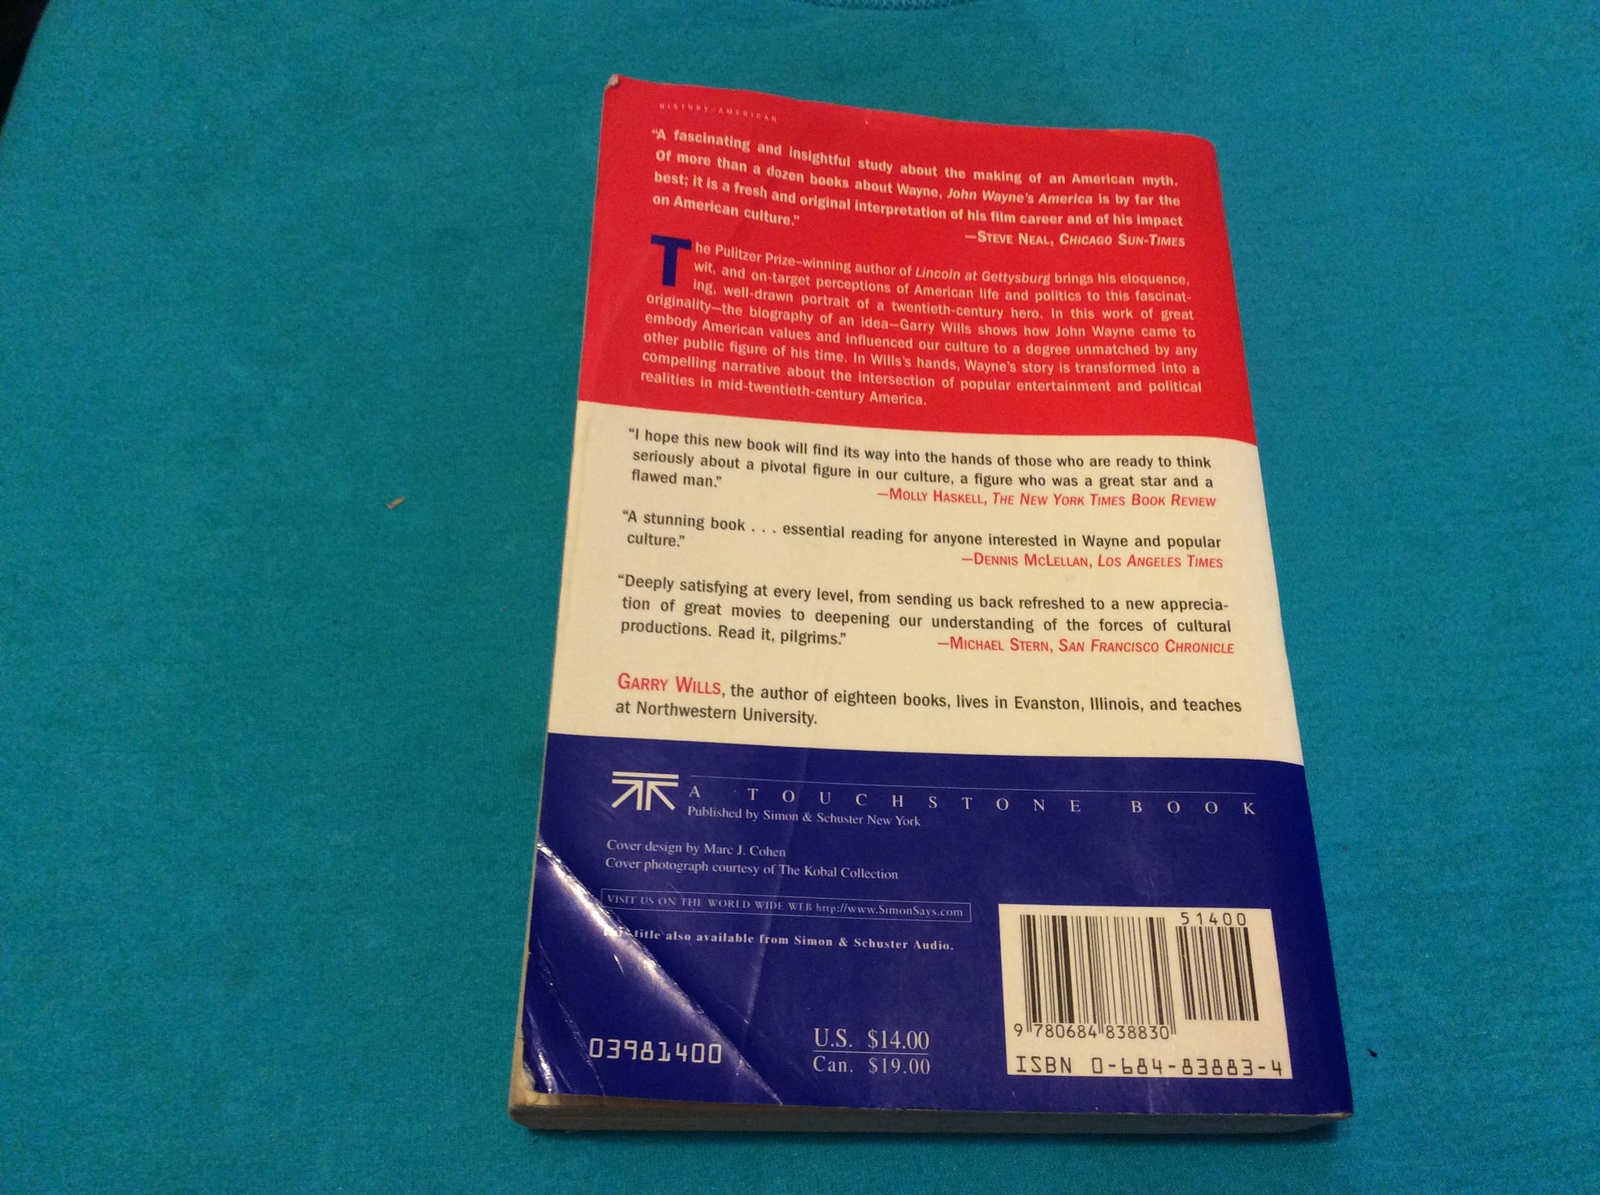 HISTORY/AMERICAN
"A fascinating and insightful study about the making of an American myth.
Of more than a dozen books about Wayne, John Wayne's America is by far the
best; it is a fresh and original interpretation of his film career and of his impact
on American culture."
—STEVE NEAL, CHICAGO SUN-TIMES
The Pulitzer Prize–winning author of Lincoln at Gettysburg brings his eloquence,
wit, and on-target perceptions of American life and politics to this fascinat-
ing, well-drawn portrait of a twentieth-century hero. In this work of great
originality—the biography of an idea—Garry Wills shows how John Wayne came to
embody American values and influenced our culture to a degree unmatched by any
other public figure of his time. In Wills's hands, Wayne's story is transformed into a
compelling narrative about the intersection of popular entertainment and political
realities in mid-twentieth-century America.
"I hope this new book will find its way into the hands of those who are ready to think
seriously about a pivotal figure in our culture, a figure who was a great star and a
flawed man."
—MOLLY HASKELL, THE NEW YORK TIMES BOOK REVIEW
"A stunning book . . . essential reading for anyone interested in Wayne and popular
culture."
—DENNIS MCLELLAN, LOS ANGELES TIMES
"Deeply satisfying at every level, from sending us back refreshed to a new apprecia-
tion of great movies to deepening our understanding of the forces of cultural
productions. Read it, pilgrims."
—MICHAEL STERN, SAN FRANCISCO CHRONICLE
GARRY WILLS, the author of eighteen books, lives in Evanston, Illinois, and teaches
at Northwestern University.
A TOUCHSTONE BOOK
Published by Simon & Schuster New York
Cover design by Marc J. Cohen
Cover photograph courtesy of The Kobal Collection
VISIT US ON THE WORLD WIDE WEB http://www.SimonSays.com
title also available from Simon & Schuster Audio.
51400
9 780684 838830
ISBN 0-684-83883-4
03981400
U.S. $14.00
Can. $19.00